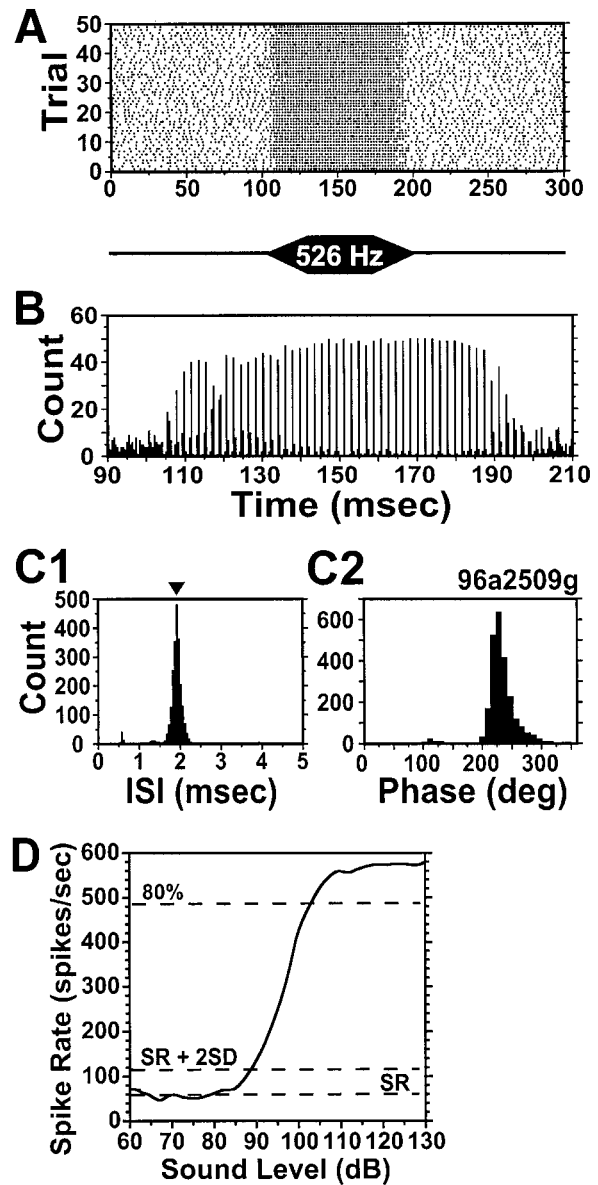 A
Trial
50
40
30
20
10
0
0 50 100 150 200 250 300
526 Hz
B
Count
60
40
20
0
90 110 130 150 170 190 210
Time (msec)
C1
Count
500
400
300
200
100
0
0 1 2 3 4 5
ISI (msec)
C2
96a2509g
600
400
200
0
0 100 200 300
Phase (deg)
D
Spike Rate (spikes/sec)
600
500
400
300
200
100
0
80%
SR + 2SD
SR
60 70 80 90 100 110 120 130
Sound Level (dB)